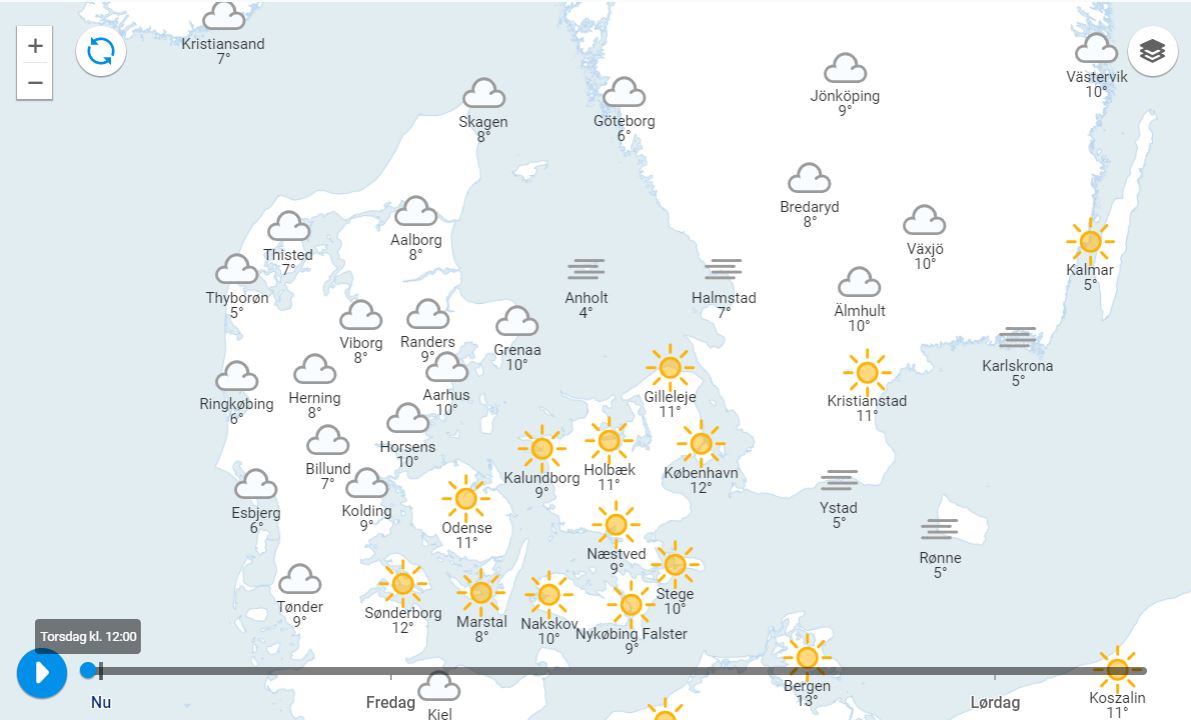 +
−
Kristiansand
7°
Skagen
8°
Göteborg
6°
Jönköping
9°
Västervik
10°
Bredaryd
8°
Aalborg
8°
Växjö
10°
Thisted
7°
Kalmar
5°
Thyborøn
5°
Anholt
4°
Halmstad
7°
Älmhult
10°
Viborg
8°
Randers
9°
Grenaa
10°
Karlskrona
5°
Herning
8°
Aarhus
10°
Ringkøbing
6°
Gilleleje
11°
Kristianstad
11°
Horsens
10°
Billund
7°
Kalundborg
9°
Holbæk
11°
København
12°
Esbjerg
6°
Kolding
9°
Odense
11°
Ystad
5°
Næstved
9°
Rønne
5°
Tønder
9°
Sønderborg
12°
Marstal
8°
Nakskov
10°
Stege
10°
Nykøbing Falster
9°
Torsdag kl. 12:00
Nu
Fredag
Kiel
Bergen
13°
Lørdag
Koszalin
11°